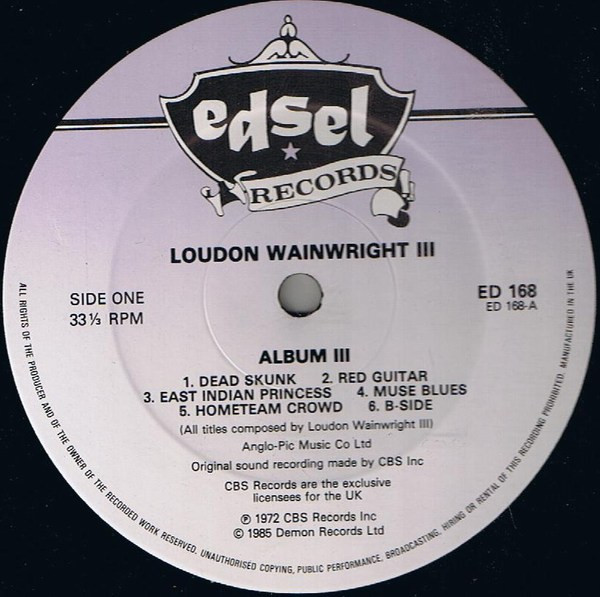 edsel
RECORDS
LOUDON WAINWRIGHT III
SIDE ONE
33⅓ RPM
ED 168
ED 168-A
ALBUM III
1. DEAD SKUNK 2. RED GUITAR
3. EAST INDIAN PRINCESS 4. MUSE BLUES
5. HOMETEAM CROWD 6. B-SIDE
(All titles composed by Loudon Wainwright III)
Anglo-Pic Music Co Ltd
Original sound recording made by CBS Inc
CBS Records are the exclusive
licensees for the UK
℗ 1972 CBS Records Inc
© 1985 Demon Records Ltd
ALL RIGHTS OF THE PRODUCER AND OF THE OWNER OF THE RECORDED WORK RESERVED. UNAUTHORISED COPYING, PUBLIC PERFORMANCE, BROADCASTING, HIRING OR RENTAL OF THIS RECORDING PROHIBITED. MANUFACTURED IN THE UK